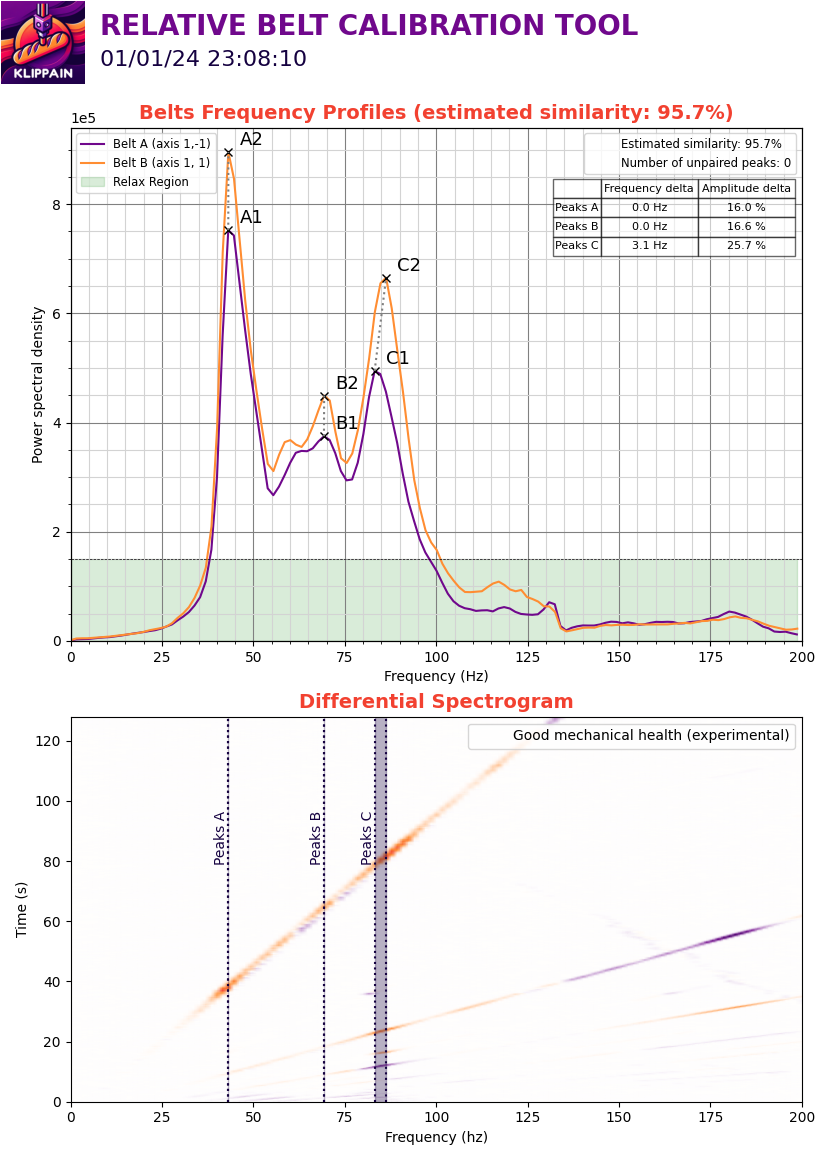 KLIPPAIN
RELATIVE BELT CALIBRATION TOOL
01/01/24 23:08:10
Belts Frequency Profiles (estimated similarity: 95.7%)
1e5
Belt A (axis 1,-1)
Belt B (axis 1, 1)
Relax Region
Estimated similarity: 95.7%
Number of unpaired peaks: 0
Frequency delta Amplitude delta
Peaks A 0.0 Hz 16.0 %
Peaks B 0.0 Hz 16.6 %
Peaks C 3.1 Hz 25.7 %
A2
A1
C2
C1
B2
B1
Power spectral density
8
6
4
2
0
0 25 50 75 100 125 150 175 200
Frequency (Hz)
Differential Spectrogram
Good mechanical health (experimental)
Peaks A
Peaks B
Peaks C
Time (s)
120
100
80
60
40
20
0
0 25 50 75 100 125 150 175 200
Frequency (hz)